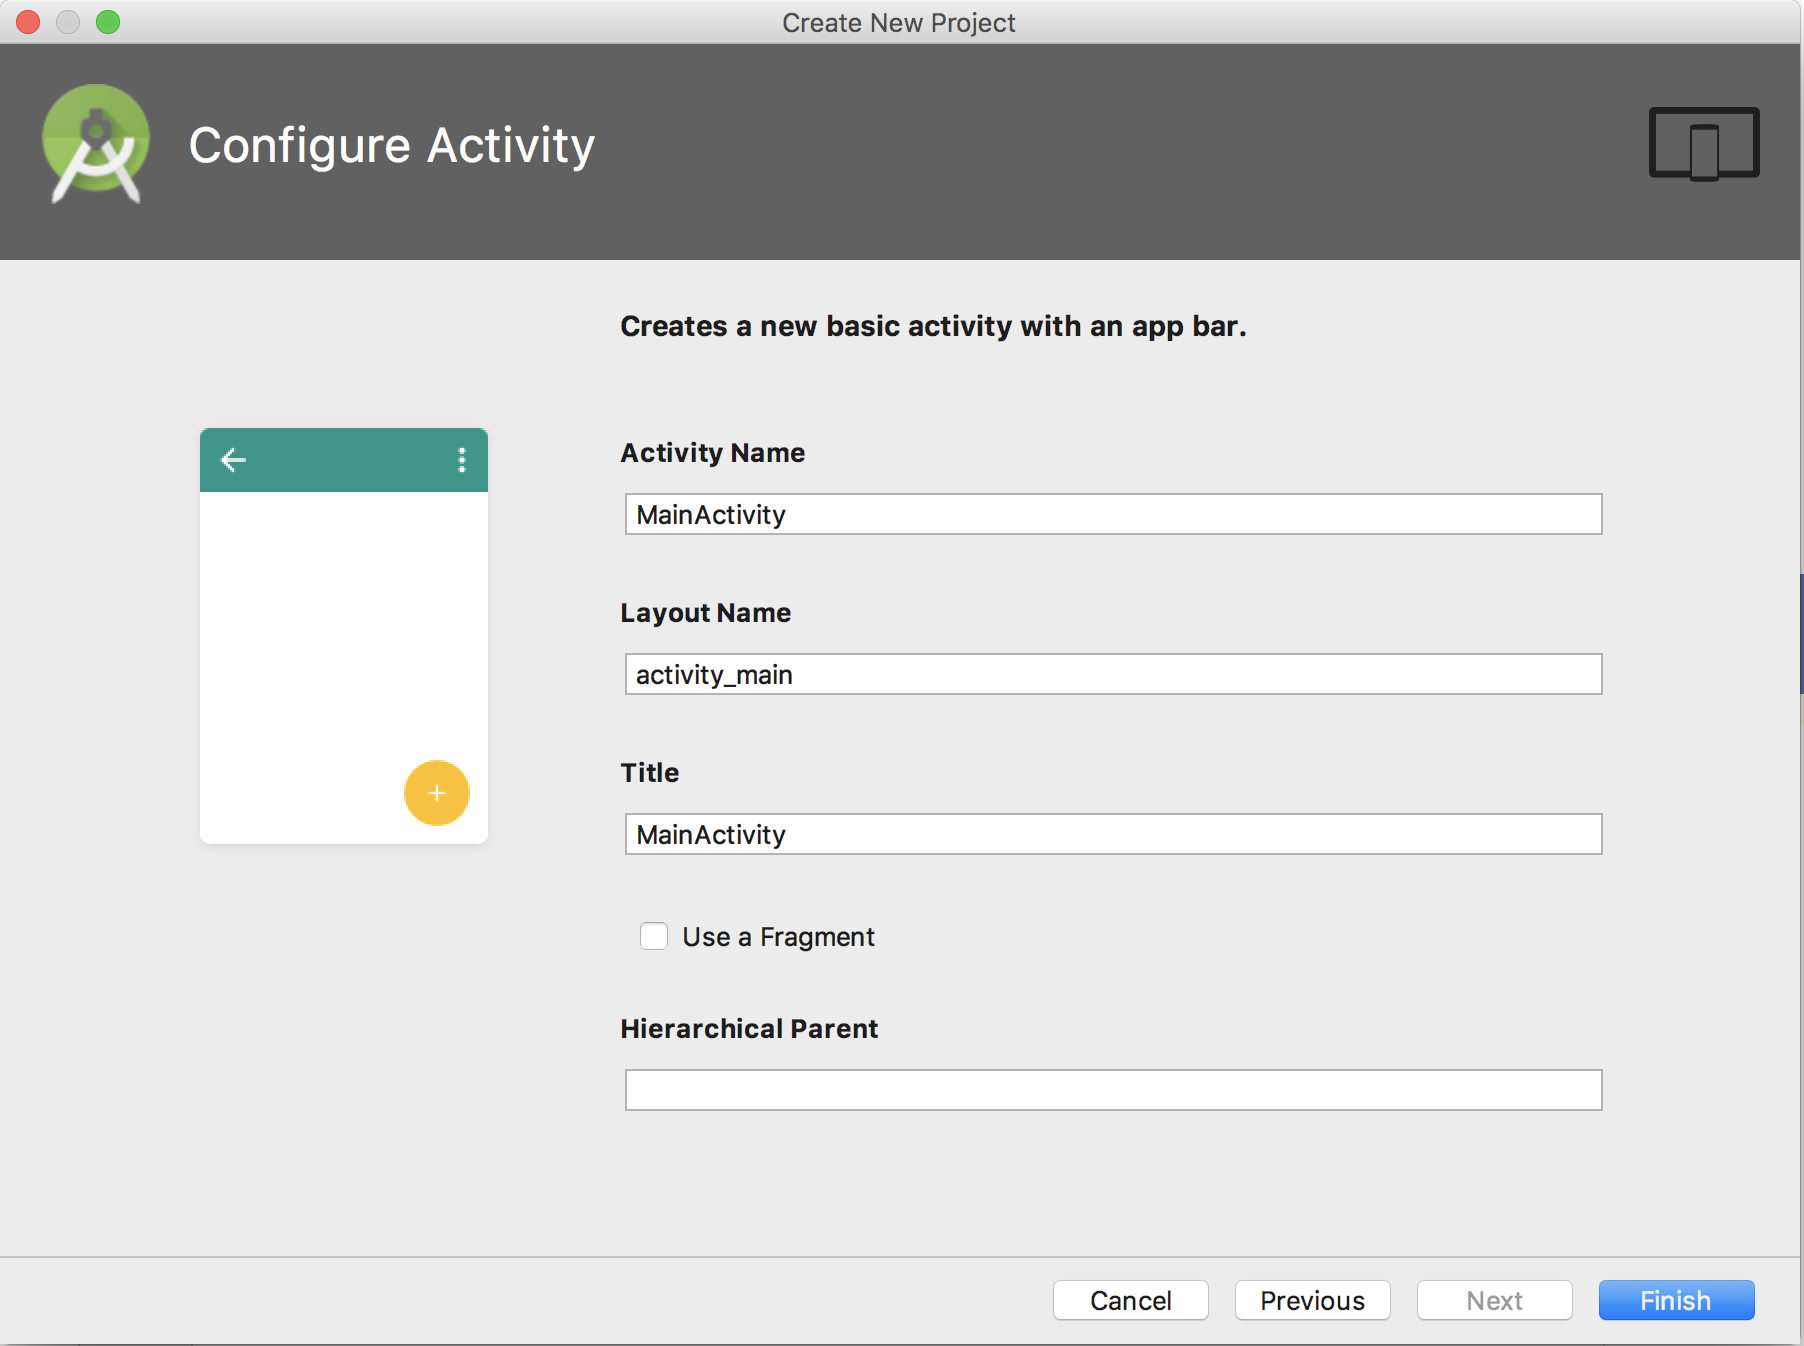 Create New Project
Configure Activity
Creates a new basic activity with an app bar.
Activity Name
MainActivity
Layout Name
activity_main
Title
MainActivity
Use a Fragment
Hierarchical Parent
Cancel Previous Next Finish